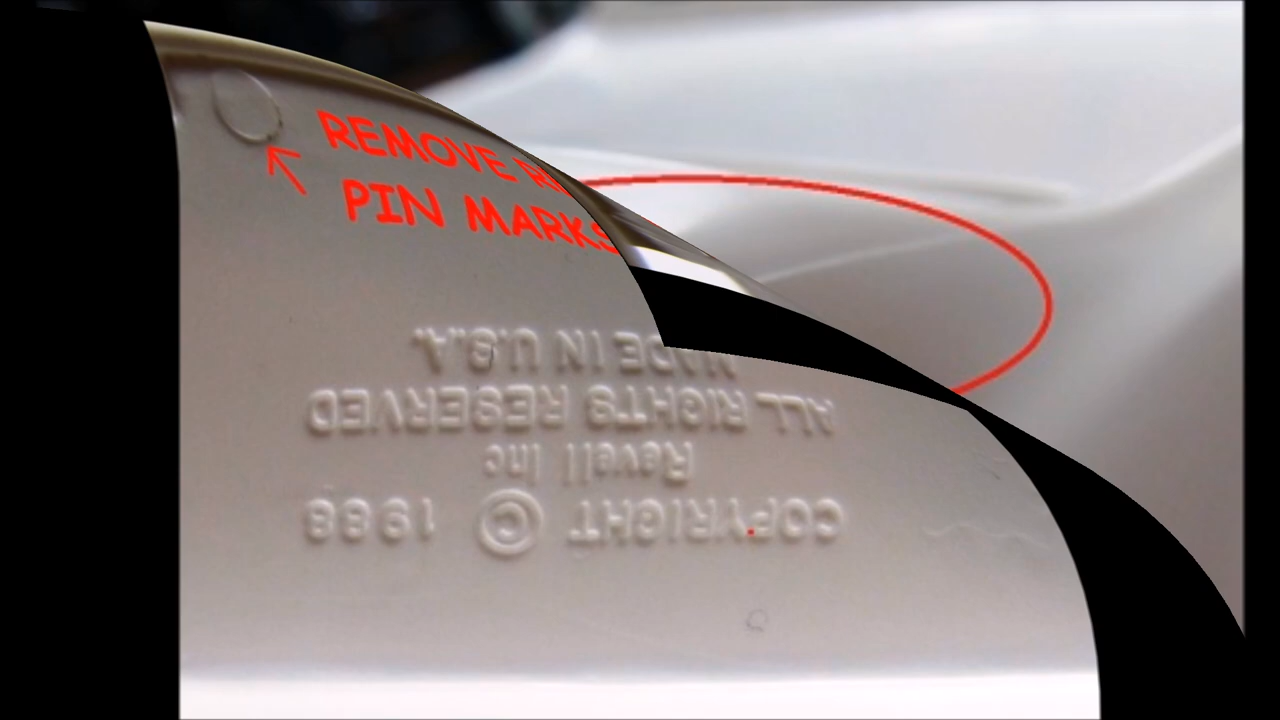 REMOVE
PIN MARKS
COPYRIGHT © 1988
Revell Inc
ALL RIGHTS RESERVED
MADE IN U.S.A.